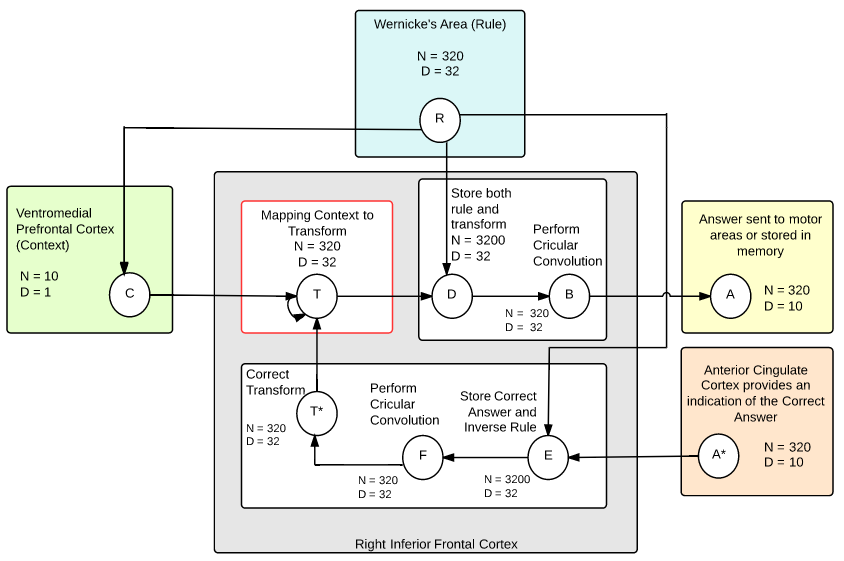 Wernicke's Area (Rule)
N = 320
D = 32
R
Ventromedial
Prefrontal Cortex
(Context)
N = 10
D = 1
C
Mapping Context to
Transform
N = 320
D = 32
T
Store both
rule and
transform
N = 3200
D = 32
D
Perform
Cricular
Convolution
B
N = 320
D = 32
Answer sent to motor
areas or stored in
memory
A
N = 320
D = 10
Correct
Transform
T*
N = 320
D = 32
Perform
Cricular
Convolution
F
N = 320
D = 32
Store Correct
Answer and
Inverse Rule
E
N = 3200
D = 32
Anterior Cingulate
Cortex provides an
indication of the Correct
Answer
A*
N = 320
D = 10
Right Inferior Frontal Cortex